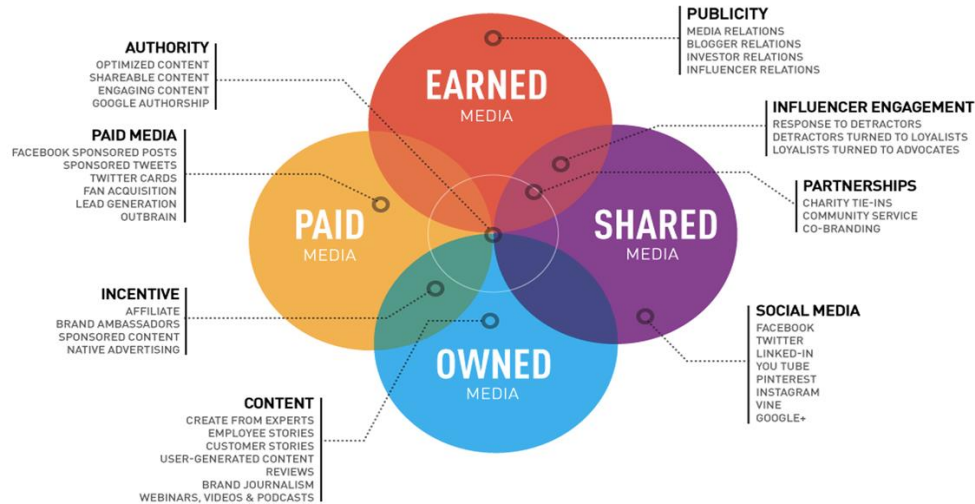 AUTHORITY
OPTIMIZED CONTENT
SHAREABLE CONTENT
ENGAGING CONTENT
GOOGLE AUTHORSHIP
PUBLICITY
MEDIA RELATIONS
BLOGGER RELATIONS
INVESTOR RELATIONS
INFLUENCER RELATIONS
EARNED
MEDIA
INFLUENCER ENGAGEMENT
RESPONSE TO DETRACTORS
DETRACTORS TURNED TO LOYALISTS
LOYALISTS TURNED TO ADVOCATES
PAID MEDIA
FACEBOOK SPONSORED POSTS
SPONSORED TWEETS
TWITTER CARDS
FAN ACQUISITION
LEAD GENERATION
OUTBRAIN
PARTNERSHIPS
CHARITY TIE-INS
COMMUNITY SERVICE
CO-BRANDING
PAID
MEDIA
SHARED
MEDIA
INCENTIVE
AFFILIATE
BRAND AMBASSADORS
SPONSORED CONTENT
NATIVE ADVERTISING
SOCIAL MEDIA
FACEBOOK
TWITTER
LINKED-IN
YOU TUBE
PINTEREST
INSTAGRAM
VINE
GOOGLE+
OWNED
MEDIA
CONTENT
CREATE FROM EXPERTS
EMPLOYEE STORIES
CUSTOMER STORIES
USER-GENERATED CONTENT
REVIEWS
BRAND JOURNALISM
WEBINARS, VIDEOS & PODCASTS